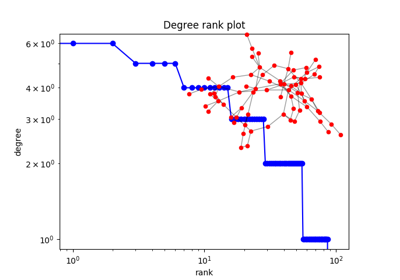 Degree rank plot
6 × 10⁰
4 × 10⁰
3 × 10⁰
2 × 10⁰
10⁰
degree
10⁰ 10¹ 10²
rank